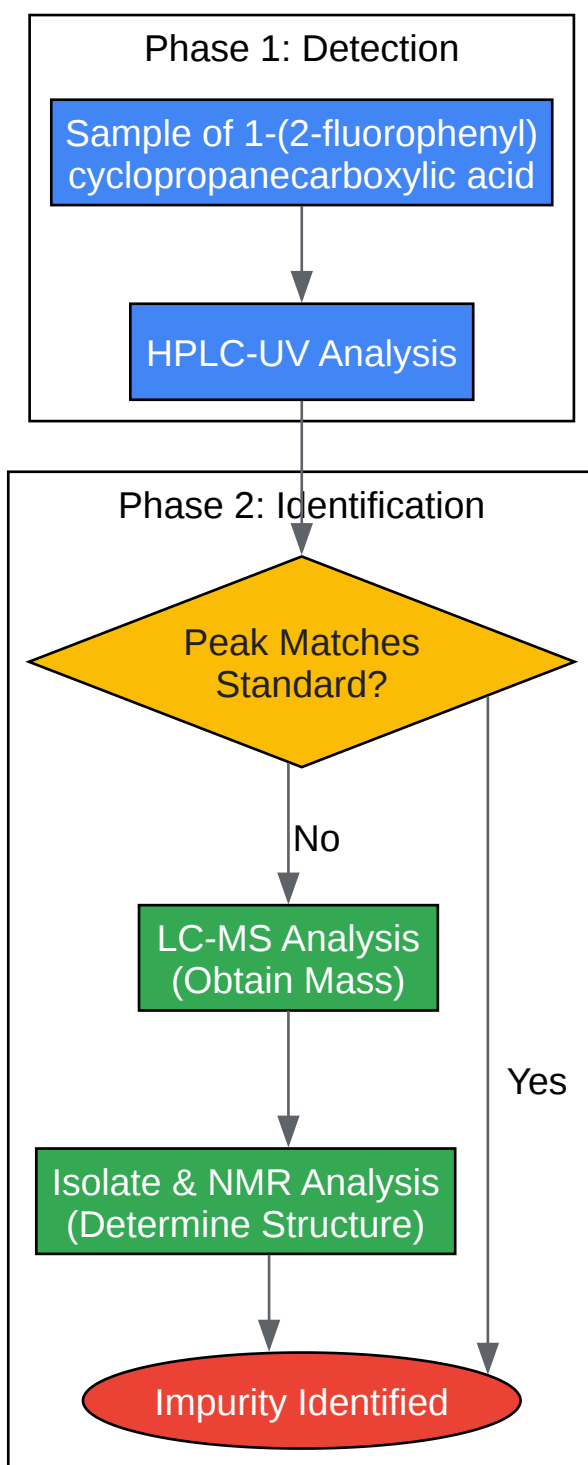 Phase 1: Detection
Sample of 1-(2-fluorophenyl)
cyclopropanecarboxylic acid
HPLC-UV Analysis
Phase 2: Identification
Peak Matches
Standard?
No
LC-MS Analysis
(Obtain Mass)
Yes
Isolate & NMR Analysis
(Determine Structure)
Impurity Identified